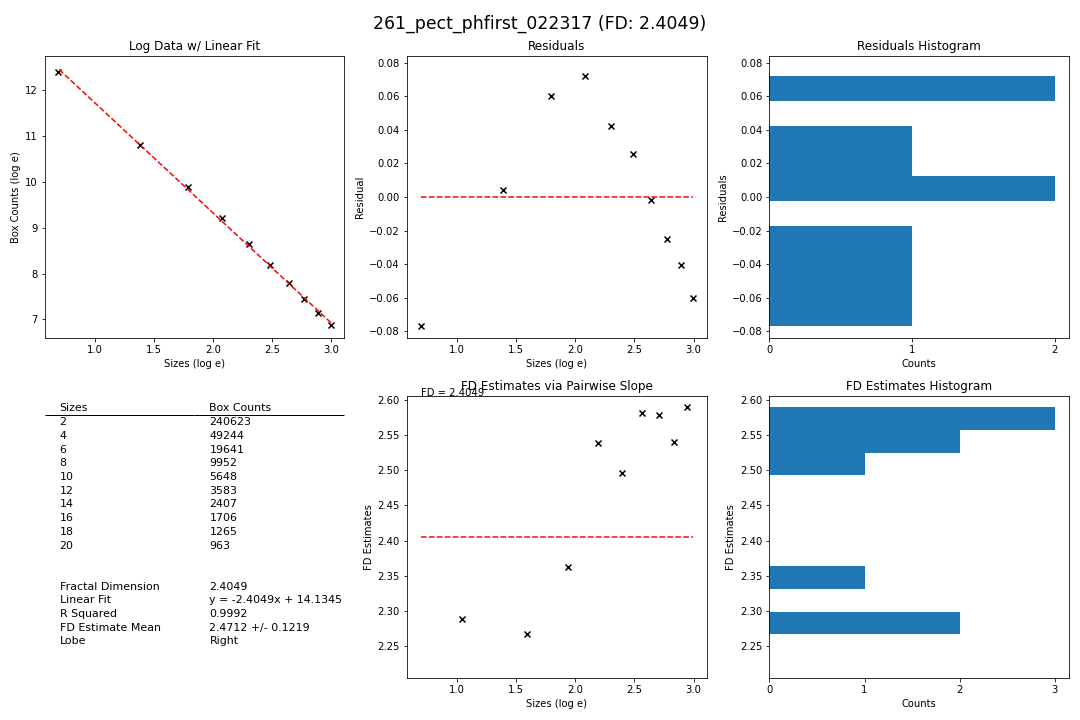 261_pect_phfirst_022317 (FD: 2.4049)
Log Data w/ Linear Fit
Box Counts (log e)
12
11
10
9
8
7
1.0 1.5 2.0 2.5 3.0
Sizes (log e)
Residuals
Residual
0.08
0.06
0.04
0.02
0.00
−0.02
−0.04
−0.06
−0.08
1.0 1.5 2.0 2.5 3.0
Sizes (log e)
Residuals Histogram
Residuals
0.08
0.06
0.04
0.02
0.00
−0.02
−0.04
−0.06
−0.08
0 1 2
Counts
Sizes Box Counts
2 240623
4 49244
6 19641
8 9952
10 5648
12 3583
14 2407
16 1706
18 1265
20 963
Fractal Dimension 2.4049
Linear Fit y = -2.4049x + 14.1345
R Squared 0.9992
FD Estimate Mean 2.4712 +/- 0.1219
Lobe Right
FD Estimates via Pairwise Slope
FD = 2.4049
FD Estimates
2.60
2.55
2.50
2.45
2.40
2.35
2.30
2.25
1.0 1.5 2.0 2.5 3.0
Sizes (log e)
FD Estimates Histogram
FD Estimates
2.60
2.55
2.50
2.45
2.40
2.35
2.30
2.25
0 1 2 3
Counts